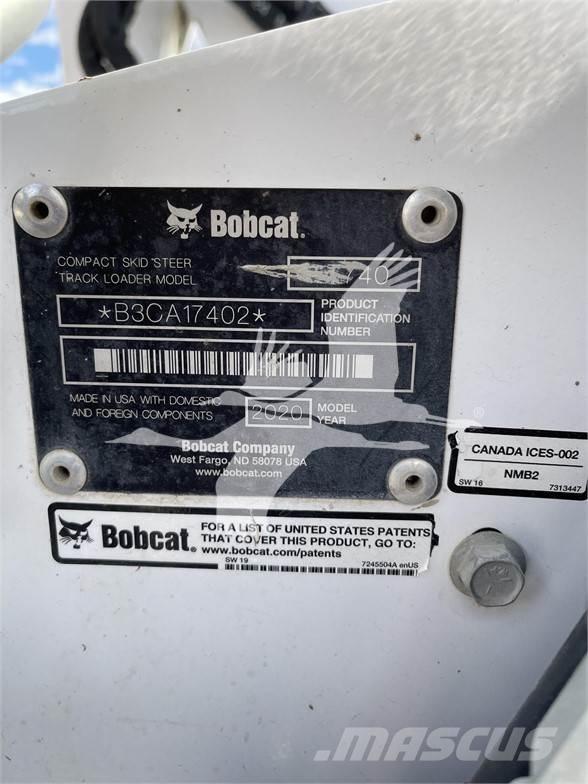 Bobcat.
COMPACT SKID STEER
TRACK LOADER MODEL
40
*B3CA17402*
PRODUCT
IDENTIFICATION
NUMBER
MADE IN USA WITH DOMESTIC
AND FOREIGN COMPONENTS
2020
MODEL
YEAR
Bobcat Company
West Fargo, ND 58078 USA
www.bobcat.com
CANADA ICES-002
NMB2
SW 16 7313447
Bobcat.
FOR A LIST OF UNITED STATES PATENTS
THAT COVER THIS PRODUCT, GO TO:
www.bobcat.com/patents
SW 19 7245504A enUS
MASCUS